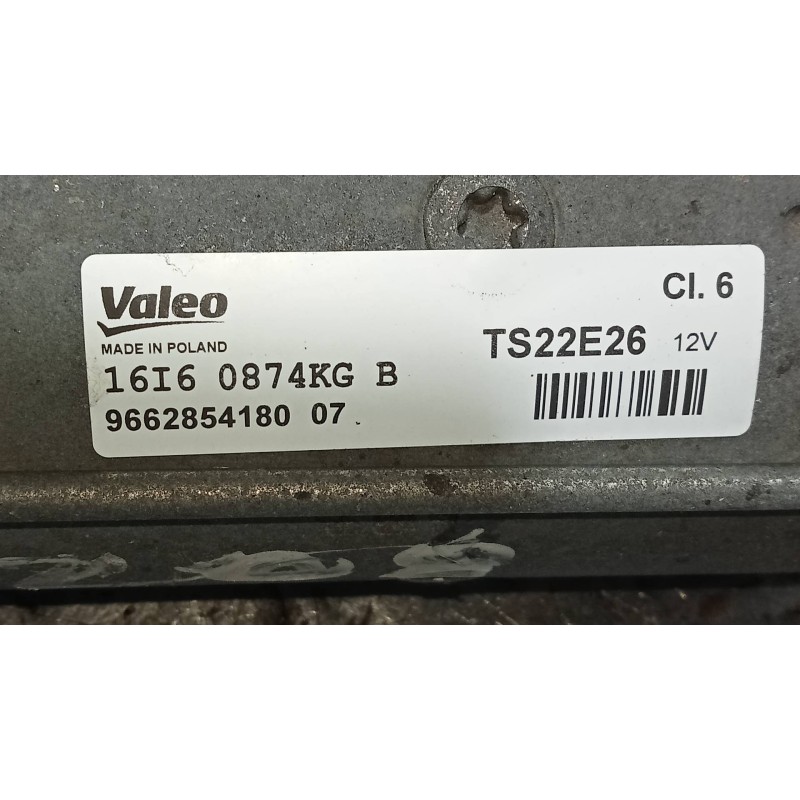 Valeo
Cl. 6
MADE IN POLAND
TS22E26 12V
16I6 0874KG B
9662854180 07